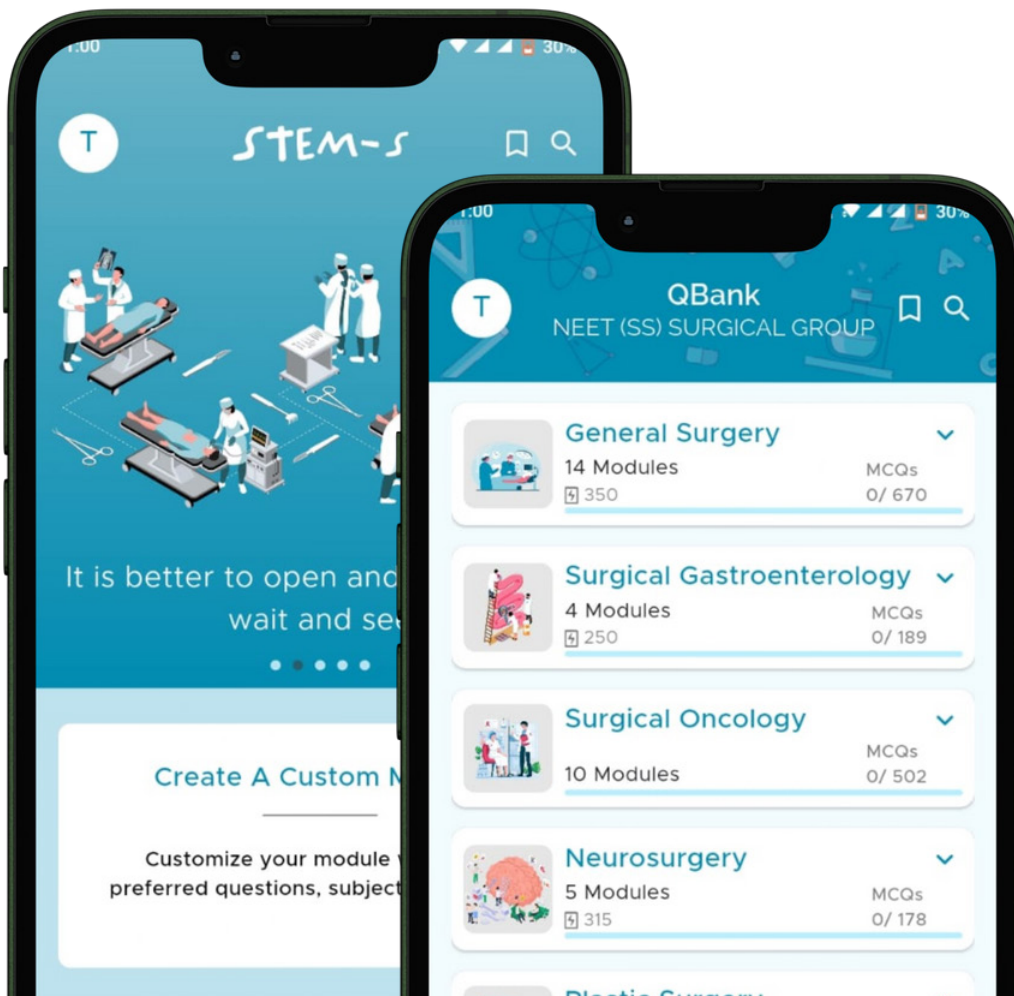 1:00
30%
T
STEM-S
It is better to open and
wait and see
Create A Custom
Customize your module
preferred questions, subject
1:00
30%
T
QBank
NEET (SS) SURGICAL GROUP
General Surgery
14 Modules
MCQs
350
0/ 670
Surgical Gastroenterology
4 Modules
MCQs
250
0/ 189
Surgical Oncology
MCQs
10 Modules
0/ 502
Neurosurgery
5 Modules
MCQs
315
0/ 178
Plastic Surgery